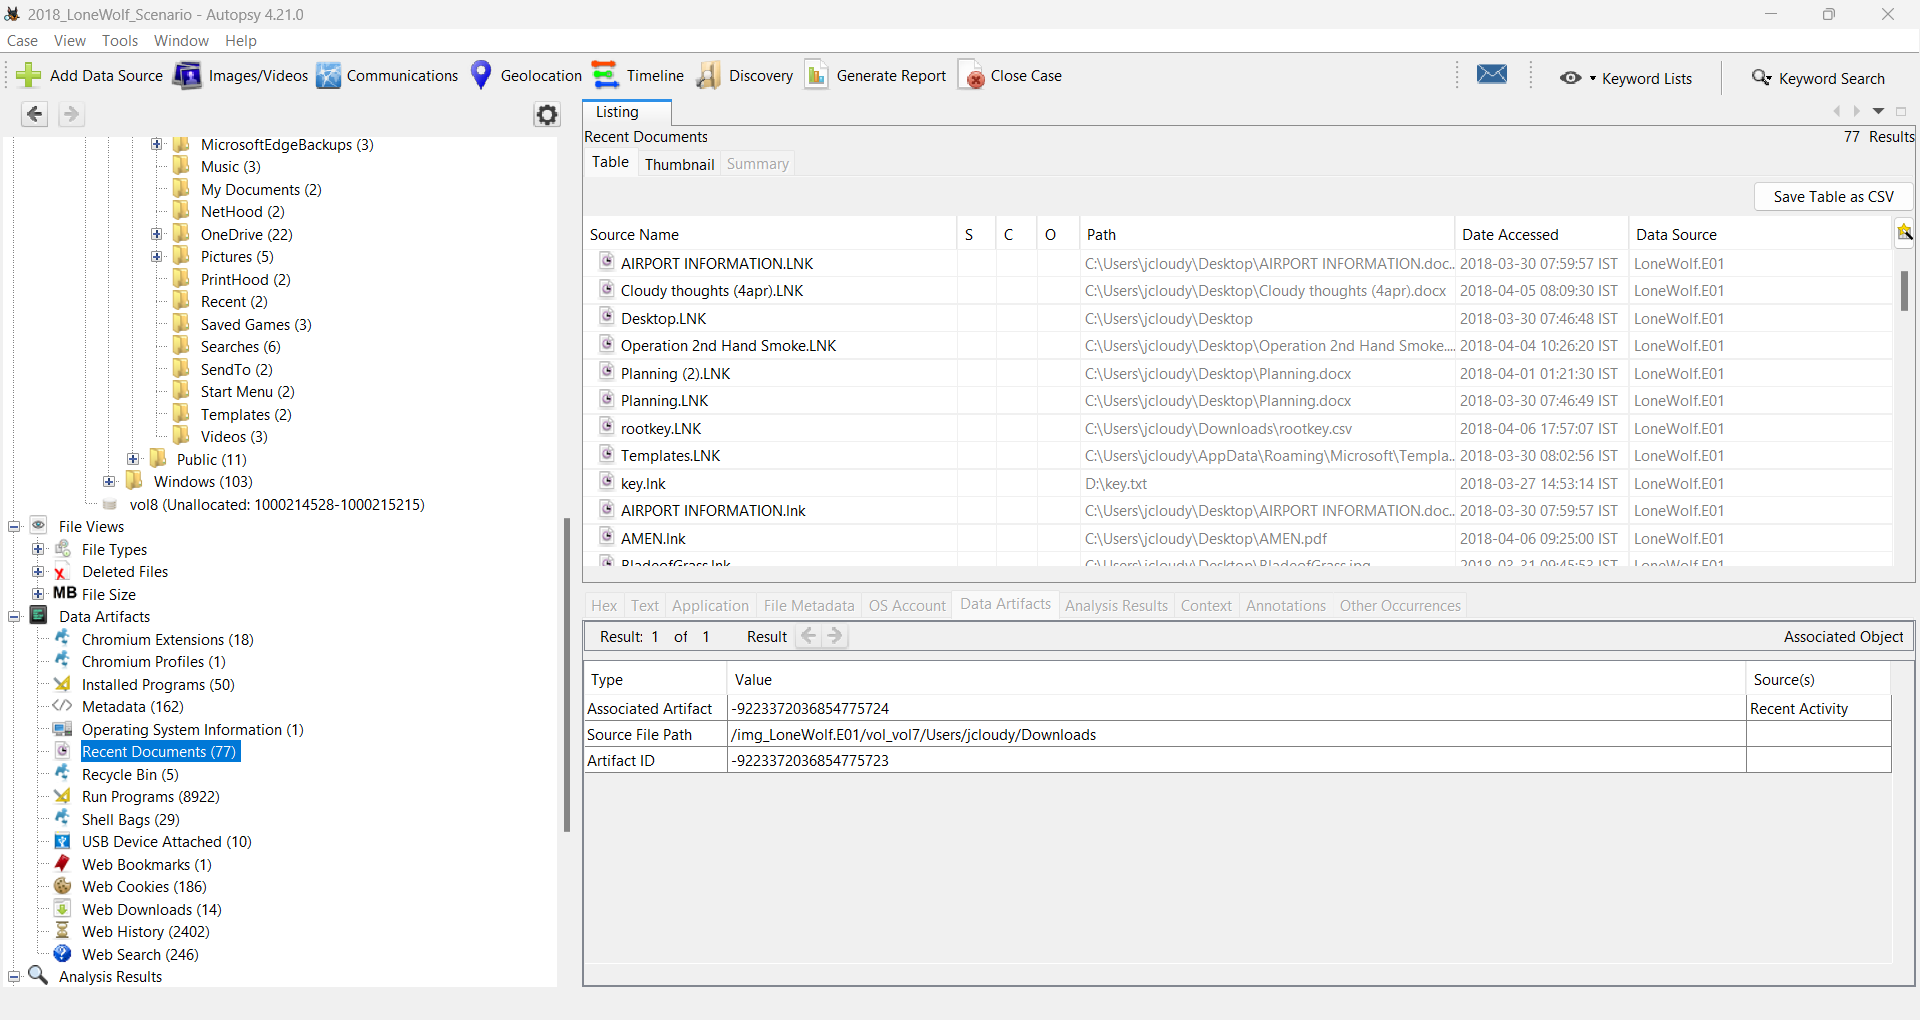 2018_LoneWolf_Scenario - Autopsy 4.21.0
Case View Tools Window Help
Add Data Source Images/Videos Communications Geolocation Timeline Discovery Generate Report Close Case Keyword Lists Keyword Search
MicrosoftEdgeBackups (3)
Music (3)
My Documents (2)
NetHood (2)
OneDrive (22)
Pictures (5)
PrintHood (2)
Recent (2)
Saved Games (3)
Searches (6)
SendTo (2)
Start Menu (2)
Templates (2)
Videos (3)
Public (11)
Windows (103)
vol8 (Unallocated: 1000214528-1000215215)
File Views
File Types
Deleted Files
MB File Size
Data Artifacts
Chromium Extensions (18)
Chromium Profiles (1)
Installed Programs (50)
Metadata (162)
Operating System Information (1)
Recent Documents (77)
Recycle Bin (5)
Run Programs (8922)
Shell Bags (29)
USB Device Attached (10)
Web Bookmarks (1)
Web Cookies (186)
Web Downloads (14)
Web History (2402)
Web Search (246)
Analysis Results
Listing
Recent Documents 77 Results
Table Thumbnail Summary
Save Table as CSV
Source Name S C O Path Date Accessed Data Source
AIRPORT INFORMATION.LNK C:\Users\jcloudy\Desktop\AIRPORT INFORMATION.doc... 2018-03-30 07:59:57 IST LoneWolf.E01
Cloudy thoughts (4apr).LNK C:\Users\jcloudy\Desktop\Cloudy thoughts (4apr).docx 2018-04-05 08:09:30 IST LoneWolf.E01
Desktop.LNK C:\Users\jcloudy\Desktop 2018-03-30 07:46:48 IST LoneWolf.E01
Operation 2nd Hand Smoke.LNK C:\Users\jcloudy\Desktop\Operation 2nd Hand Smoke.... 2018-04-04 10:26:20 IST LoneWolf.E01
Planning (2).LNK C:\Users\jcloudy\Desktop\Planning.docx 2018-04-01 01:21:30 IST LoneWolf.E01
Planning.LNK C:\Users\jcloudy\Desktop\Planning.docx 2018-03-30 07:46:49 IST LoneWolf.E01
rootkey.LNK C:\Users\jcloudy\Downloads\rootkey.csv 2018-04-06 17:57:07 IST LoneWolf.E01
Templates.LNK C:\Users\jcloudy\AppData\Roaming\Microsoft\Templa... 2018-03-30 08:02:56 IST LoneWolf.E01
key.lnk D:\key.txt 2018-03-27 14:53:14 IST LoneWolf.E01
AIRPORT INFORMATION.lnk C:\Users\jcloudy\Desktop\AIRPORT INFORMATION.doc... 2018-03-30 07:59:57 IST LoneWolf.E01
AMEN.lnk C:\Users\jcloudy\Desktop\AMEN.pdf 2018-04-06 09:25:00 IST LoneWolf.E01
BladeofGrass.lnk C:\Users\jcloudy\Desktop\BladeofGrass.jpg 2018-03-31 09:45:53 IST LoneWolf.E01
Hex Text Application File Metadata OS Account Data Artifacts Analysis Results Context Annotations Other Occurrences
Result: 1 of 1 Result Associated Object
Type Value Source(s)
Associated Artifact -9223372036854775724 Recent Activity
Source File Path /img_LoneWolf.E01/vol_vol7/Users/jcloudy/Downloads
Artifact ID -9223372036854775723